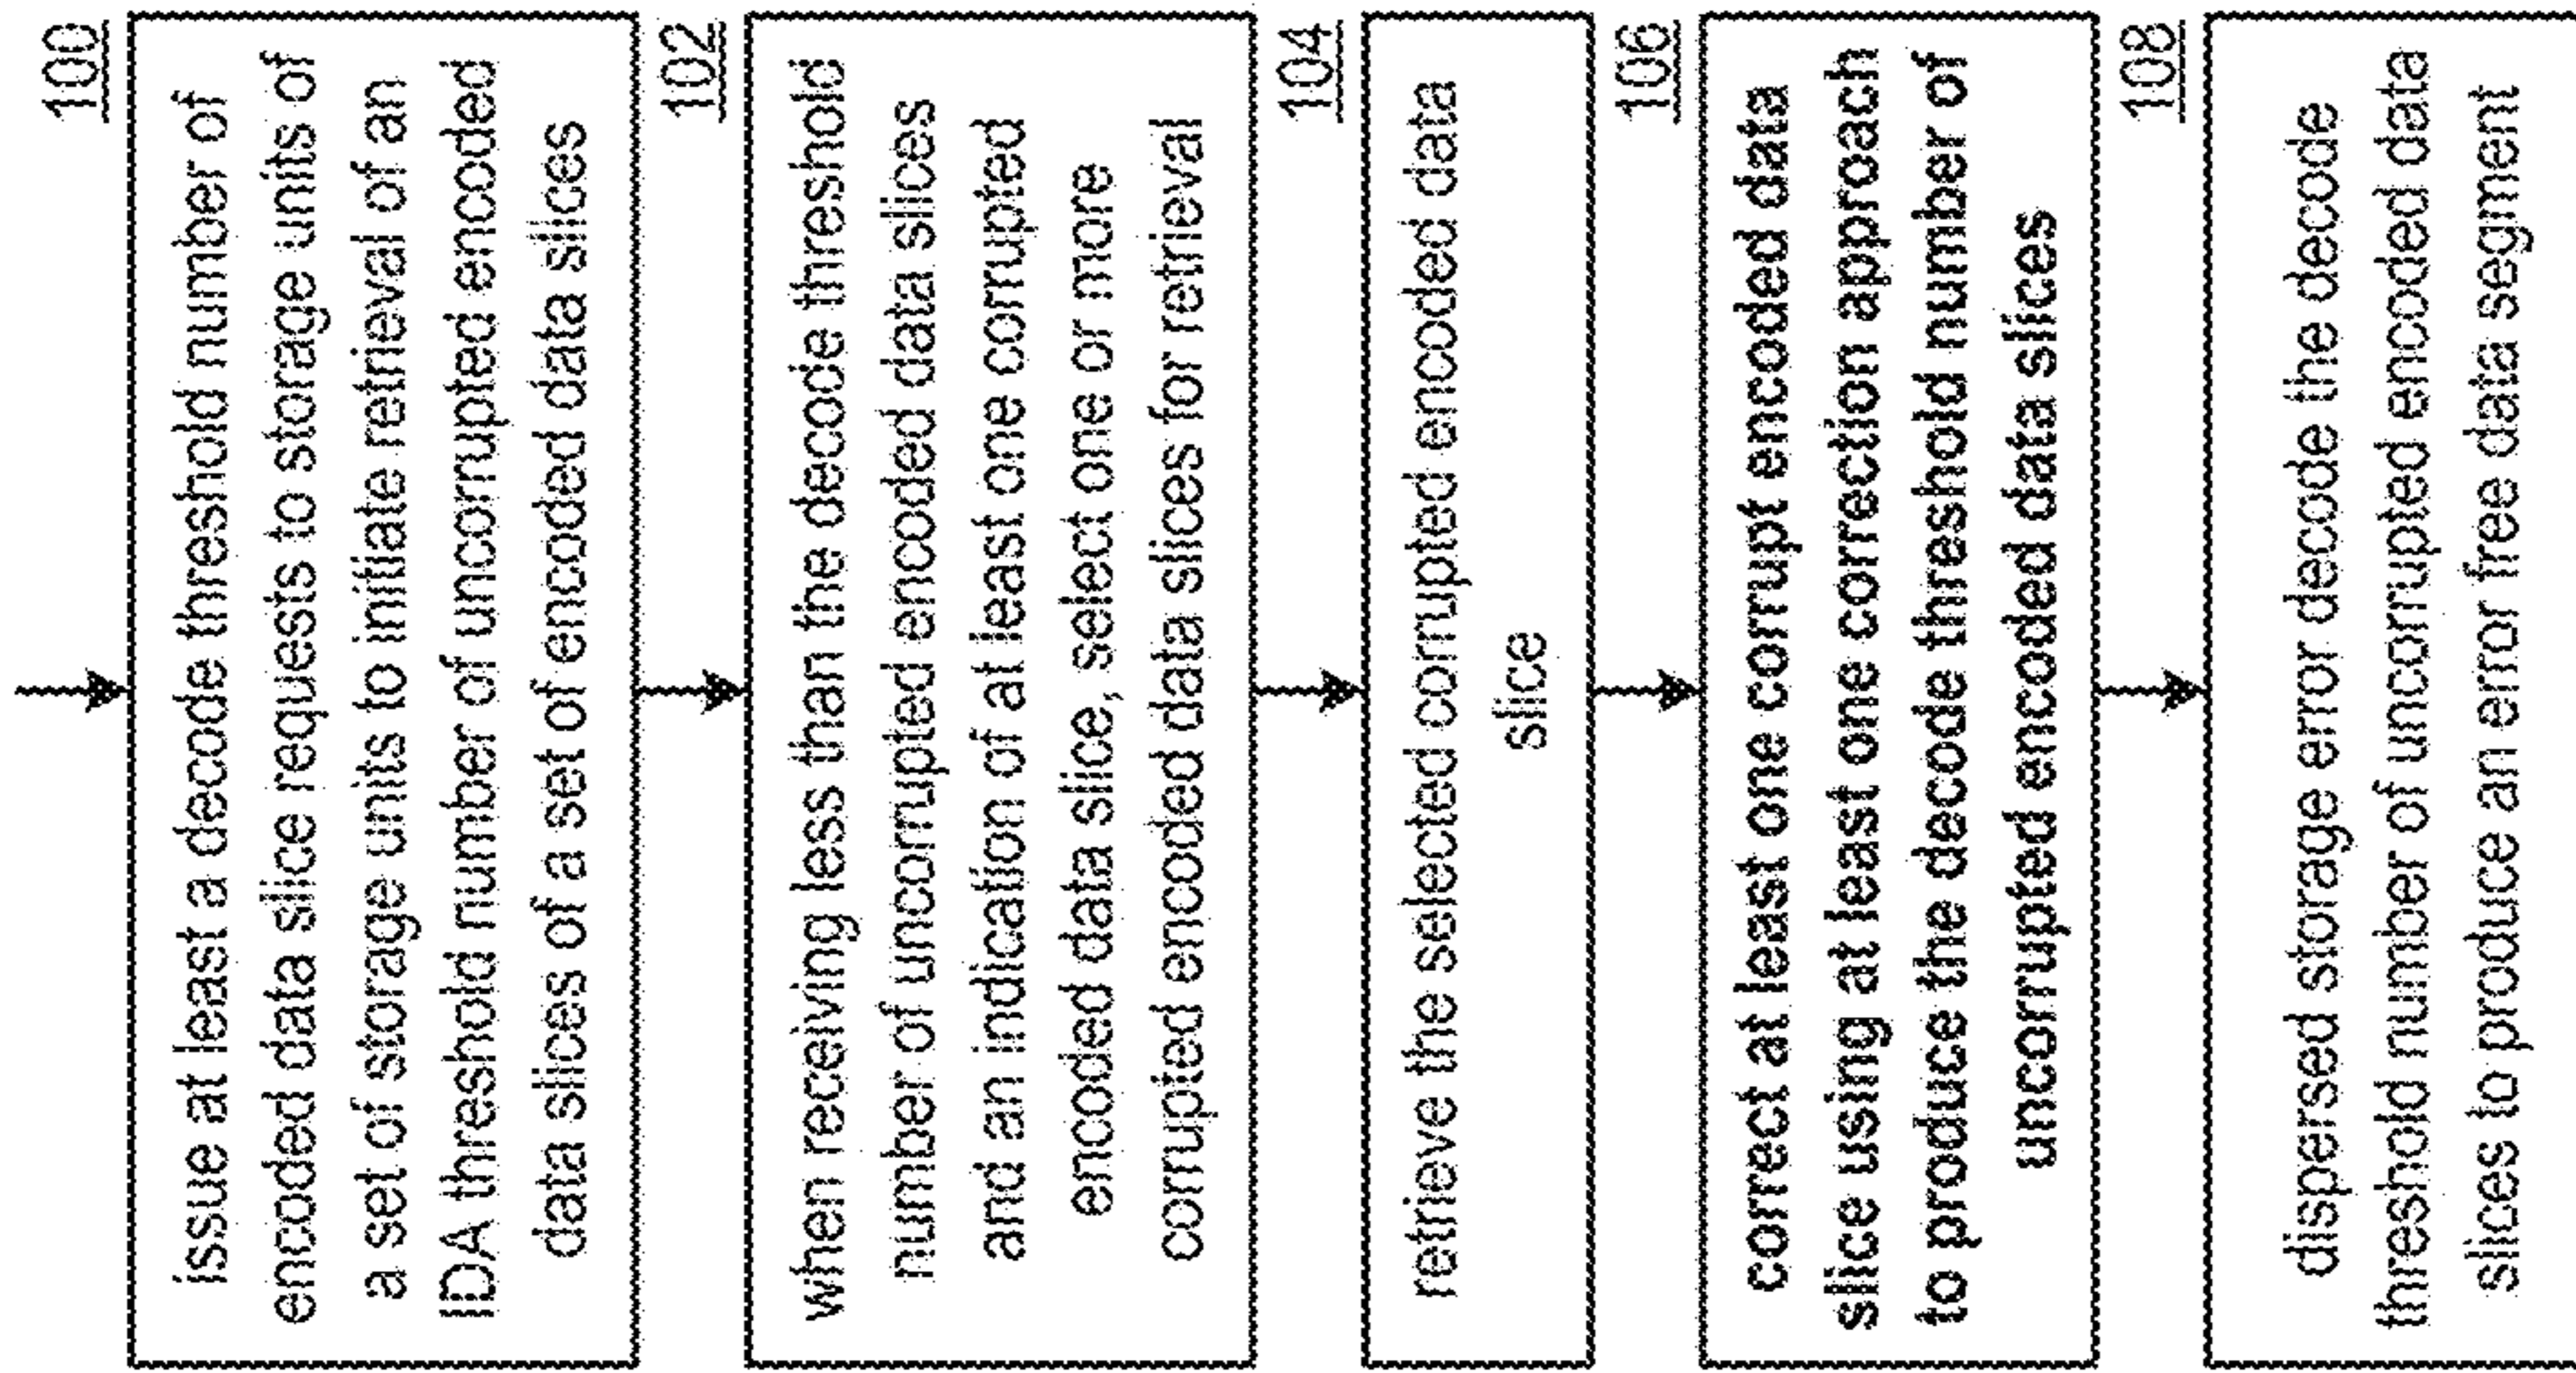 100
issue at least a decode threshold number of
encoded data slice requests to storage units of
a set of storage units to initiate retrieval of an
IDA threshold number of uncorrupted encoded
data slices of a set of encoded data slices
102
when receiving less than the decode threshold
number of uncorrupted encoded data slices
and an indication of at least one corrupted
encoded data slice, select one or more
corrupted encoded data slices for retrieval
104
retrieve the selected corrupted encoded data
slice
106
correct at least one corrupt encoded data
slice using at least one correction approach
to produce the decode threshold number of
uncorrupted encoded data slices
108
dispersed storage error decode the decode
threshold number of uncorrupted encoded data
slices to produce an error free data segment